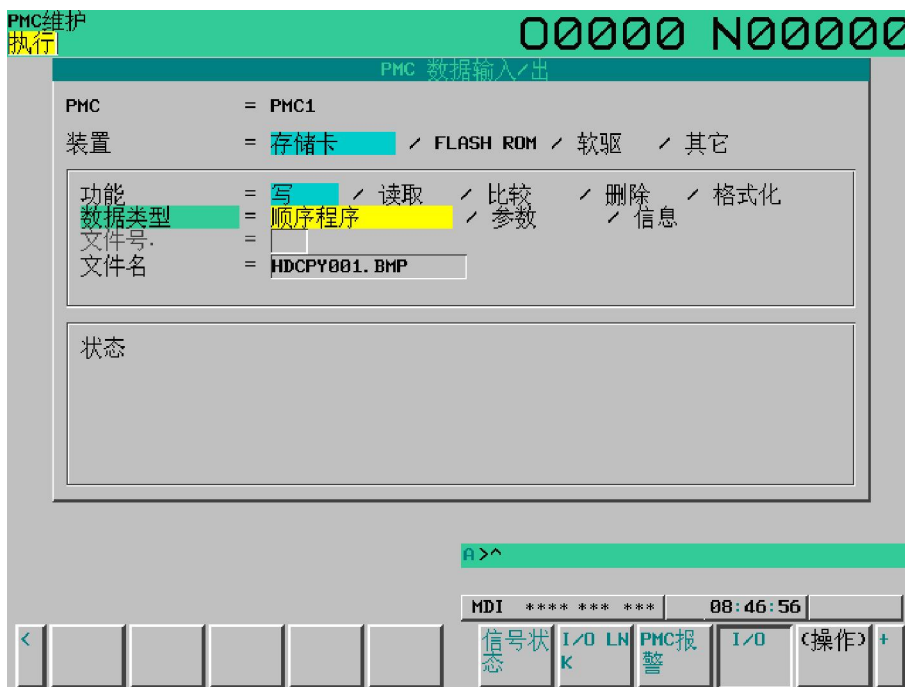 PMC维护
执行
O0000 N00000
PMC 数据输入/出
PMC = PMC1
装置 = 存储卡 / FLASH ROM / 软驱 / 其它
功能 = 写 / 读取 / 比较 / 删除 / 格式化
数据类型 = 顺序程序 / 参数 / 信息
文件号. =
文件名 = HDCPY001.BMP
状态
A>^
MDI **** *** *** 08:46:56
< 信号状态 I/O LNK PMC报警 I/O (操作) +